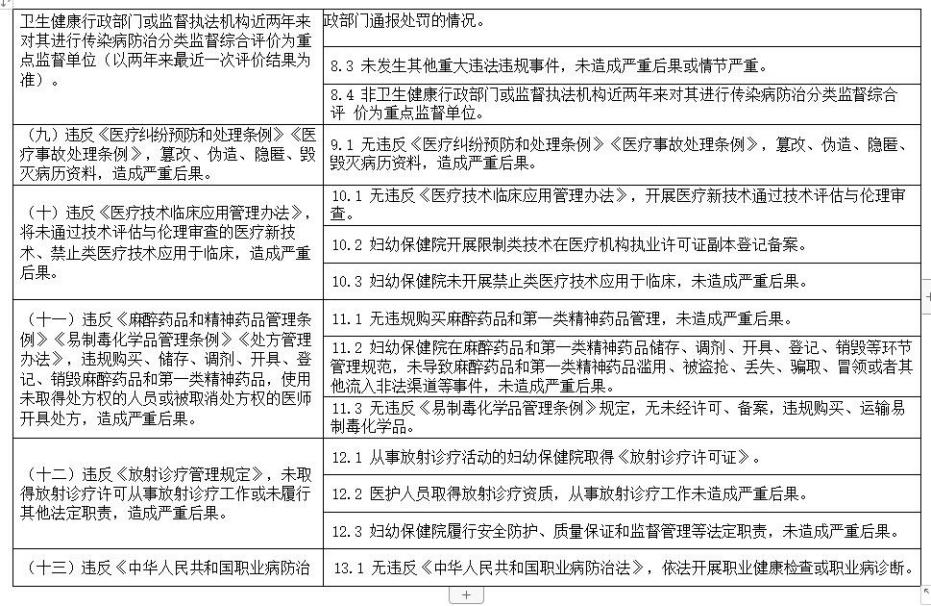 卫生健康行政部门或监督执法机构近两年来
对其进行传染病防治分类监督综合评价为重
点监督单位（以两年来最近一次评价结果为
准）。
政部门通报处罚的情况。
8.3 未发生其他重大违法违规事件，未造成严重后果或情节严重。
8.4 非卫生健康行政部门或监督执法机构近两年来对其进行传染病防治分类监督综合
评 价为重点监督单位。
（九）违反《医疗纠纷预防和处理条例》《医
疗事故处理条例》，篡改、伪造、隐匿、毁
灭病历资料，造成严重后果。
9.1 无违反《医疗纠纷预防和处理条例》《医疗事故处理条例》，篡改、伪造、隐匿、
毁灭病历资料，造成严重后果。
（十）违反《医疗技术临床应用管理办法》，
将未通过技术评估与伦理审查的医疗新技
术、禁止类医疗技术应用于临床，造成严重
后果。
10.1 无违反《医疗技术临床应用管理办法》，开展医疗新技术通过技术评估与伦理审
查。
10.2 妇幼保健院开展限制类技术在医疗机构执业许可证副本登记备案。
10.3 妇幼保健院未开展禁止类医疗技术应用于临床，未造成严重后果。
（十一）违反《麻醉药品和精神药品管理条
例》《易制毒化学品管理条例》《处方管理
办法》，违规购买、储存、调剂、开具、登
记、销毁麻醉药品和第一类精神药品，使用
未取得处方权的人员或被取消处方权的医师
开具处方，造成严重后果。
11.1 无违规购买麻醉药品和第一类精神药品管理，未造成严重后果。
11.2 妇幼保健院在麻醉药品和第一类精神药品储存、调剂、开具、登记、销毁等环节
管理规范，未导致麻醉药品和第一类精神药品滥用、被盗抢、丢失、骗取、冒领或者其
他流入非法渠道等事件，未造成严重后果。
11.3 无违反《易制毒化学品管理条例》规定，无未经许可、备案，违规购买、运输易
制毒化学品。
（十二）违反《放射诊疗管理规定》，未取
得放射诊疗许可从事放射诊疗工作或未履行
其他法定职责，造成严重后果。
12.1 从事放射诊疗活动的妇幼保健院取得《放射诊疗许可证》。
12.2 医护人员取得放射诊疗资质，从事放射诊疗工作未造成严重后果。
12.3 妇幼保健院履行安全防护、质量保证和监督管理等法定职责，未造成严重后果。
（十三）违反《中华人民共和国职业病防治
13.1 无违反《中华人民共和国职业病防治法》，依法开展职业健康检查或职业病诊断。